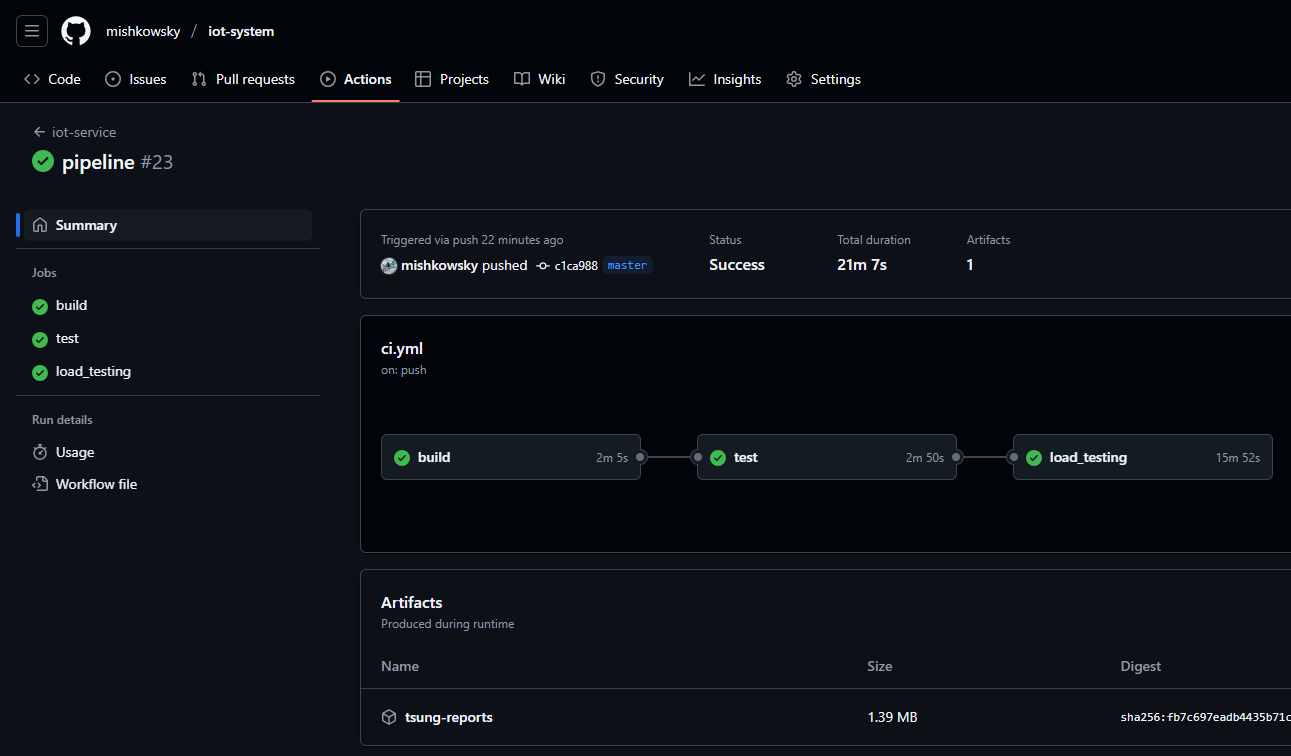 mishkowsky / iot-system
Code Issues Pull requests Actions Projects Wiki Security Insights Settings
iot-service
pipeline #23
Summary
Jobs
build
test
load_testing
Run details
Usage
Workflow file
Triggered via push 22 minutes ago
mishkowsky pushed c1ca988 master
Status
Success
Total duration
21m 7s
Artifacts
1
ci.yml
on: push
build 2m 5s
test 2m 50s
load_testing 15m 52s
Artifacts
Produced during runtime
Name Size Digest
tsung-reports 1.39 MB sha256:fb7c697eadb4435b71c